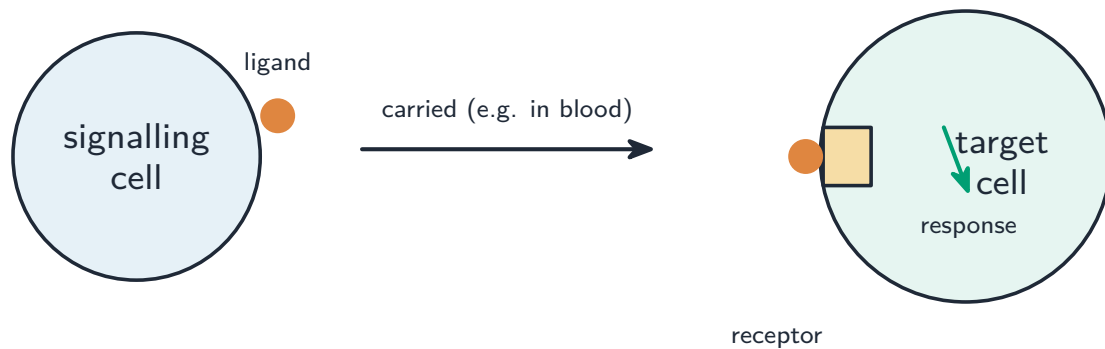 ligand
signalling
cell
carried (e.g. in blood)
target
cell
response
receptor